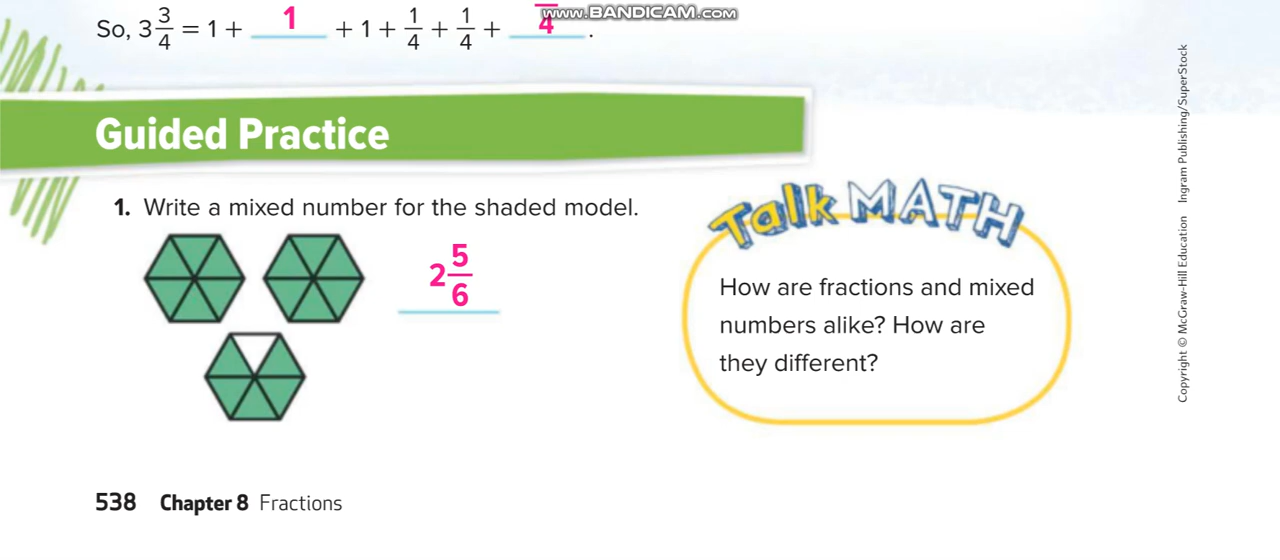 www.BANDICAM.com
So, 3 3/4 = 1 + 1 + 1 + 1/4 + 1/4 + /4 .
Guided Practice
1. Write a mixed number for the shaded model.
2 5/6
Talk MATH
How are fractions and mixed
numbers alike? How are
they different?
538 Chapter 8 Fractions
Copyright © McGraw-Hill Education Ingram Publishing/SuperStock